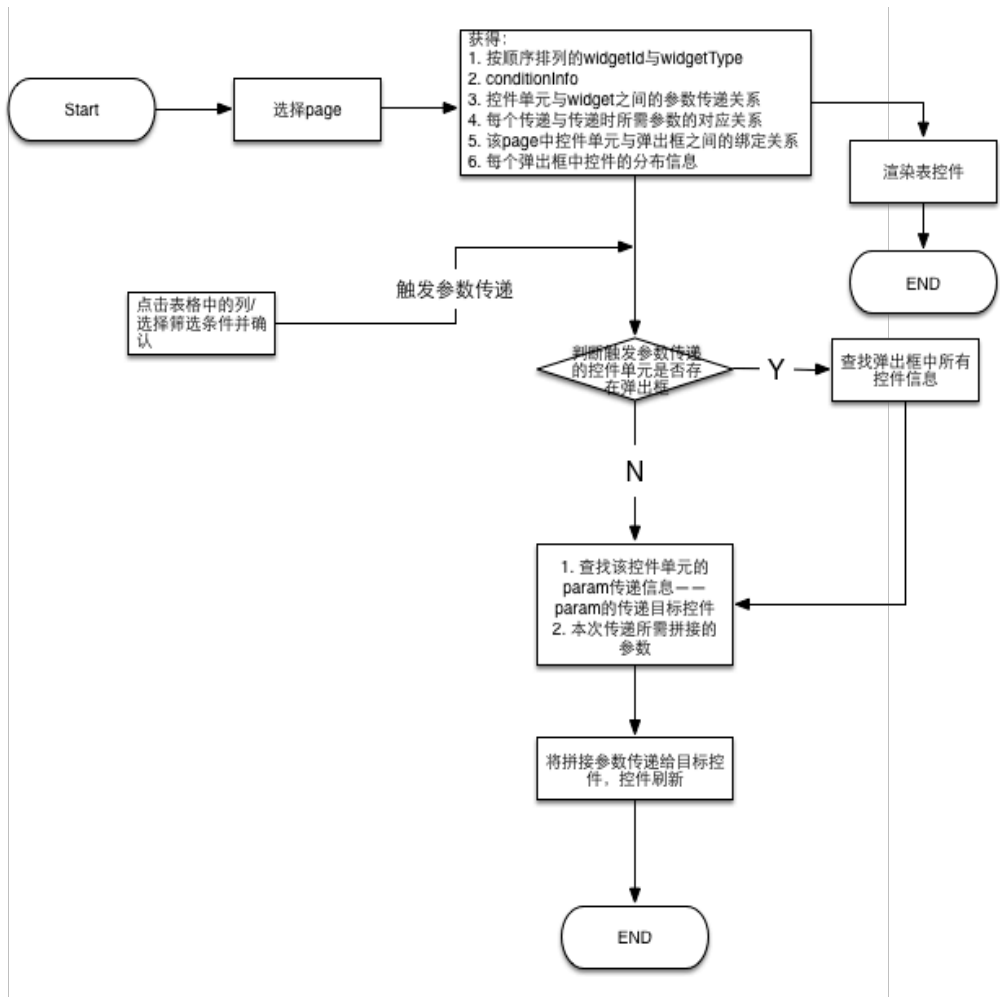 Start
选择page
获得：
1. 按顺序排列的widgetId与widgetType
2. conditionInfo
3. 控件单元与widget之间的参数传递关系
4. 每个传递与传递时所需参数的对应关系
5. 该page中控件单元与弹出框之间的绑定关系
6. 每个弹出框中控件的分布信息
渲染表控件
END
触发参数传递
点击表格中的列/
选择筛选条件并确
认
判断触发参数传递
的控件单元是否存
在弹出框
Y
查找弹出框中所有
控件信息
N
1. 查找该控件单元的
param传递信息——
param的传递目标控件
2. 本次传递所需拼接的
参数
将拼接参数传递给目标控
件，控件刷新
END